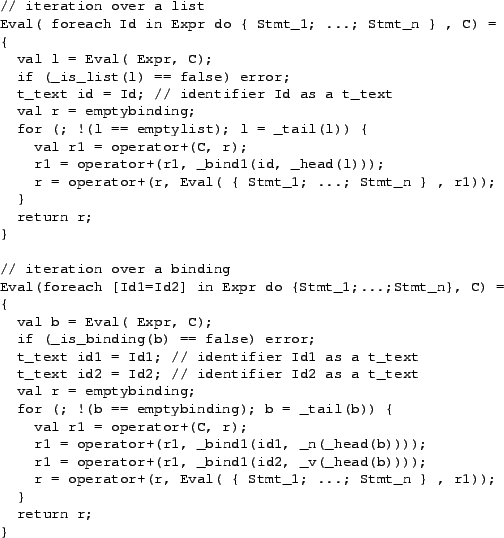 // iteration over a list
Eval( foreach Id in Expr do { Stmt_1; ...; Stmt_n } , C) =
{
  val l = Eval( Expr, C);
  if (_is_list(l) == false) error;
  t_text id = Id; // identifier Id as a t_text
  val r = emptybinding;
  for (; !(l == emptylist); l = _tail(l)) {
    val r1 = operator+(C, r);
    r1 = operator+(r1, _bind1(id, _head(l)));
    r = operator+(r, Eval( { Stmt_1; ...; Stmt_n } , r1));
  }
  return r;
}

// iteration over a binding
Eval(foreach [Id1=Id2] in Expr do {Stmt_1;...;Stmt_n}, C) =
{
  val b = Eval( Expr, C);
  if (_is_binding(b) == false) error;
  t_text id1 = Id1; // identifier Id1 as a t_text
  t_text id2 = Id2; // identifier Id2 as a t_text
  val r = emptybinding;
  for (; !(b == emptybinding); b = _tail(b)) {
    val r1 = operator+(C, r);
    r1 = operator+(r1, _bind1(id1, _n(_head(b))));
    r1 = operator+(r1, _bind1(id2, _v(_head(b))));
    r = operator+(r, Eval( { Stmt_1; ...; Stmt_n } , r1));
  }
  return r;
}